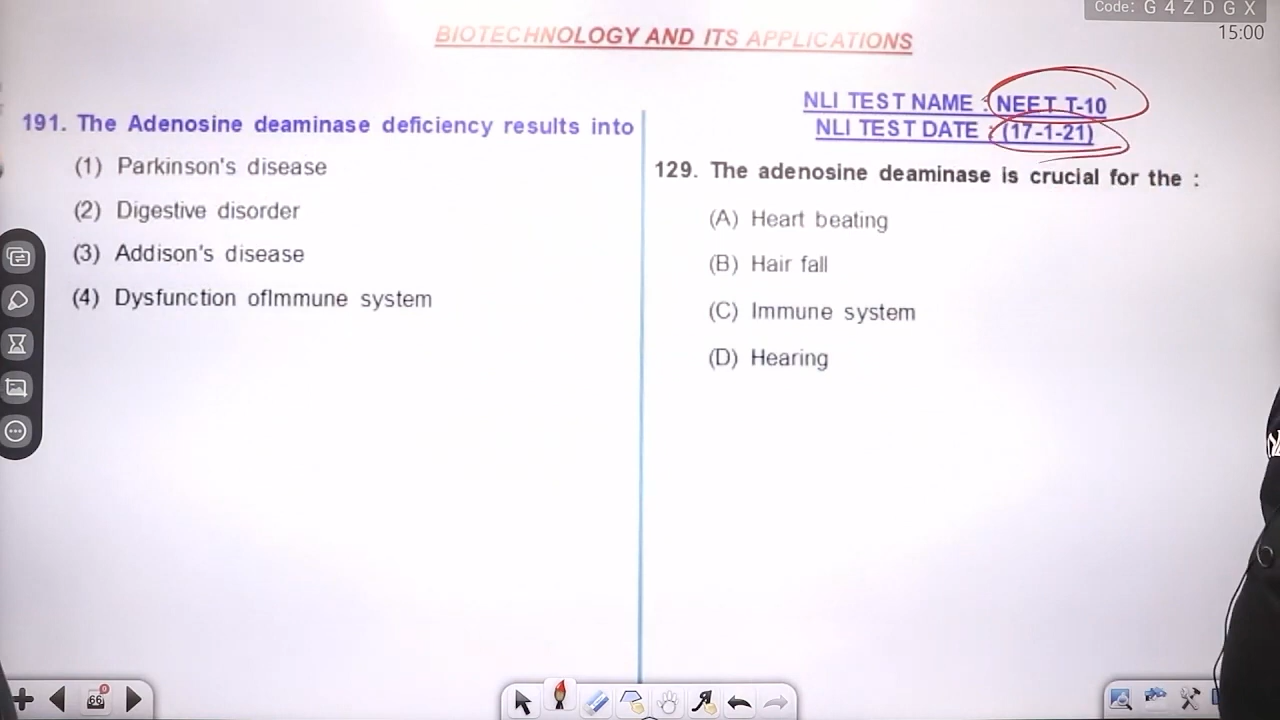 Code: G 4 Z D G X
15:00
BIOTECHNOLOGY AND ITS APPLICATIONS
191. The Adenosine deaminase deficiency results into
(1) Parkinson's disease
(2) Digestive disorder
(3) Addison's disease
(4) Dysfunction ofImmune system
NLI TEST NAME : NEET T-10
NLI TEST DATE : (17-1-21)
129. The adenosine deaminase is crucial for the :
(A) Heart beating
(B) Hair fall
(C) Immune system
(D) Hearing
66